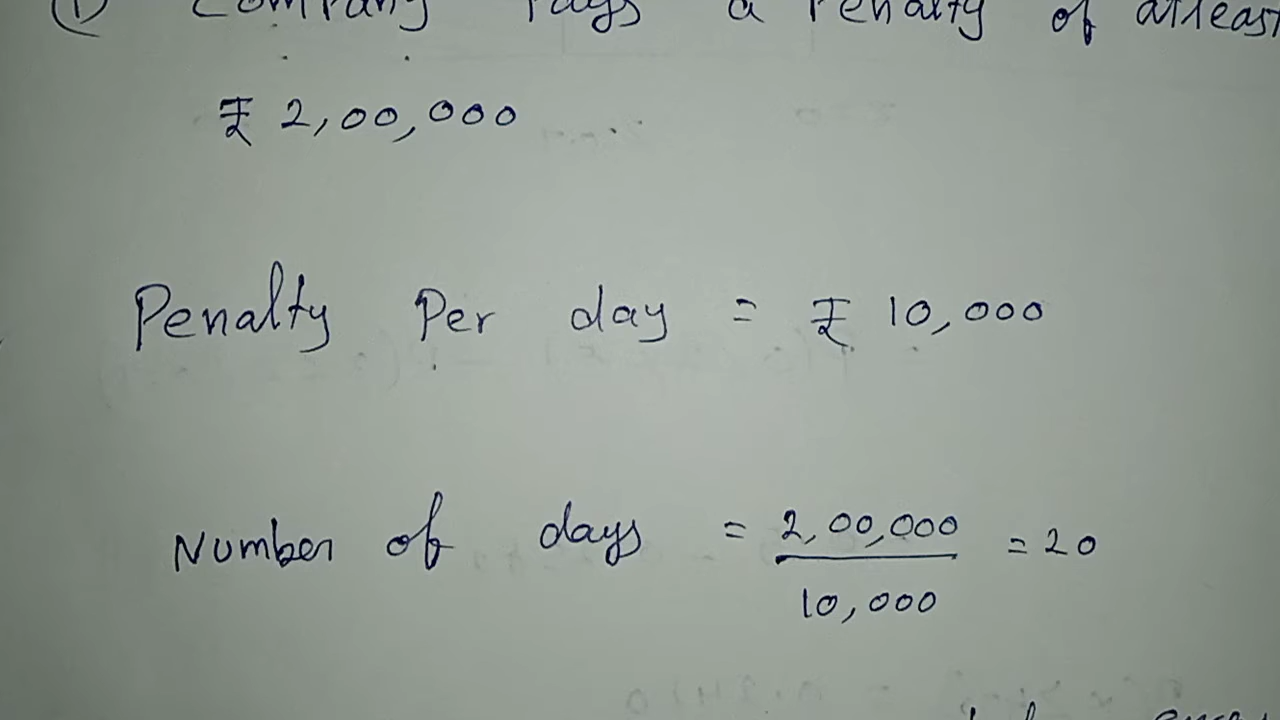 ① Company Pays a Penalty of atleast
₹ 2,00,000
Penalty Per day = ₹ 10,000
Number of days = 2,00,000 / 10,000 = 20